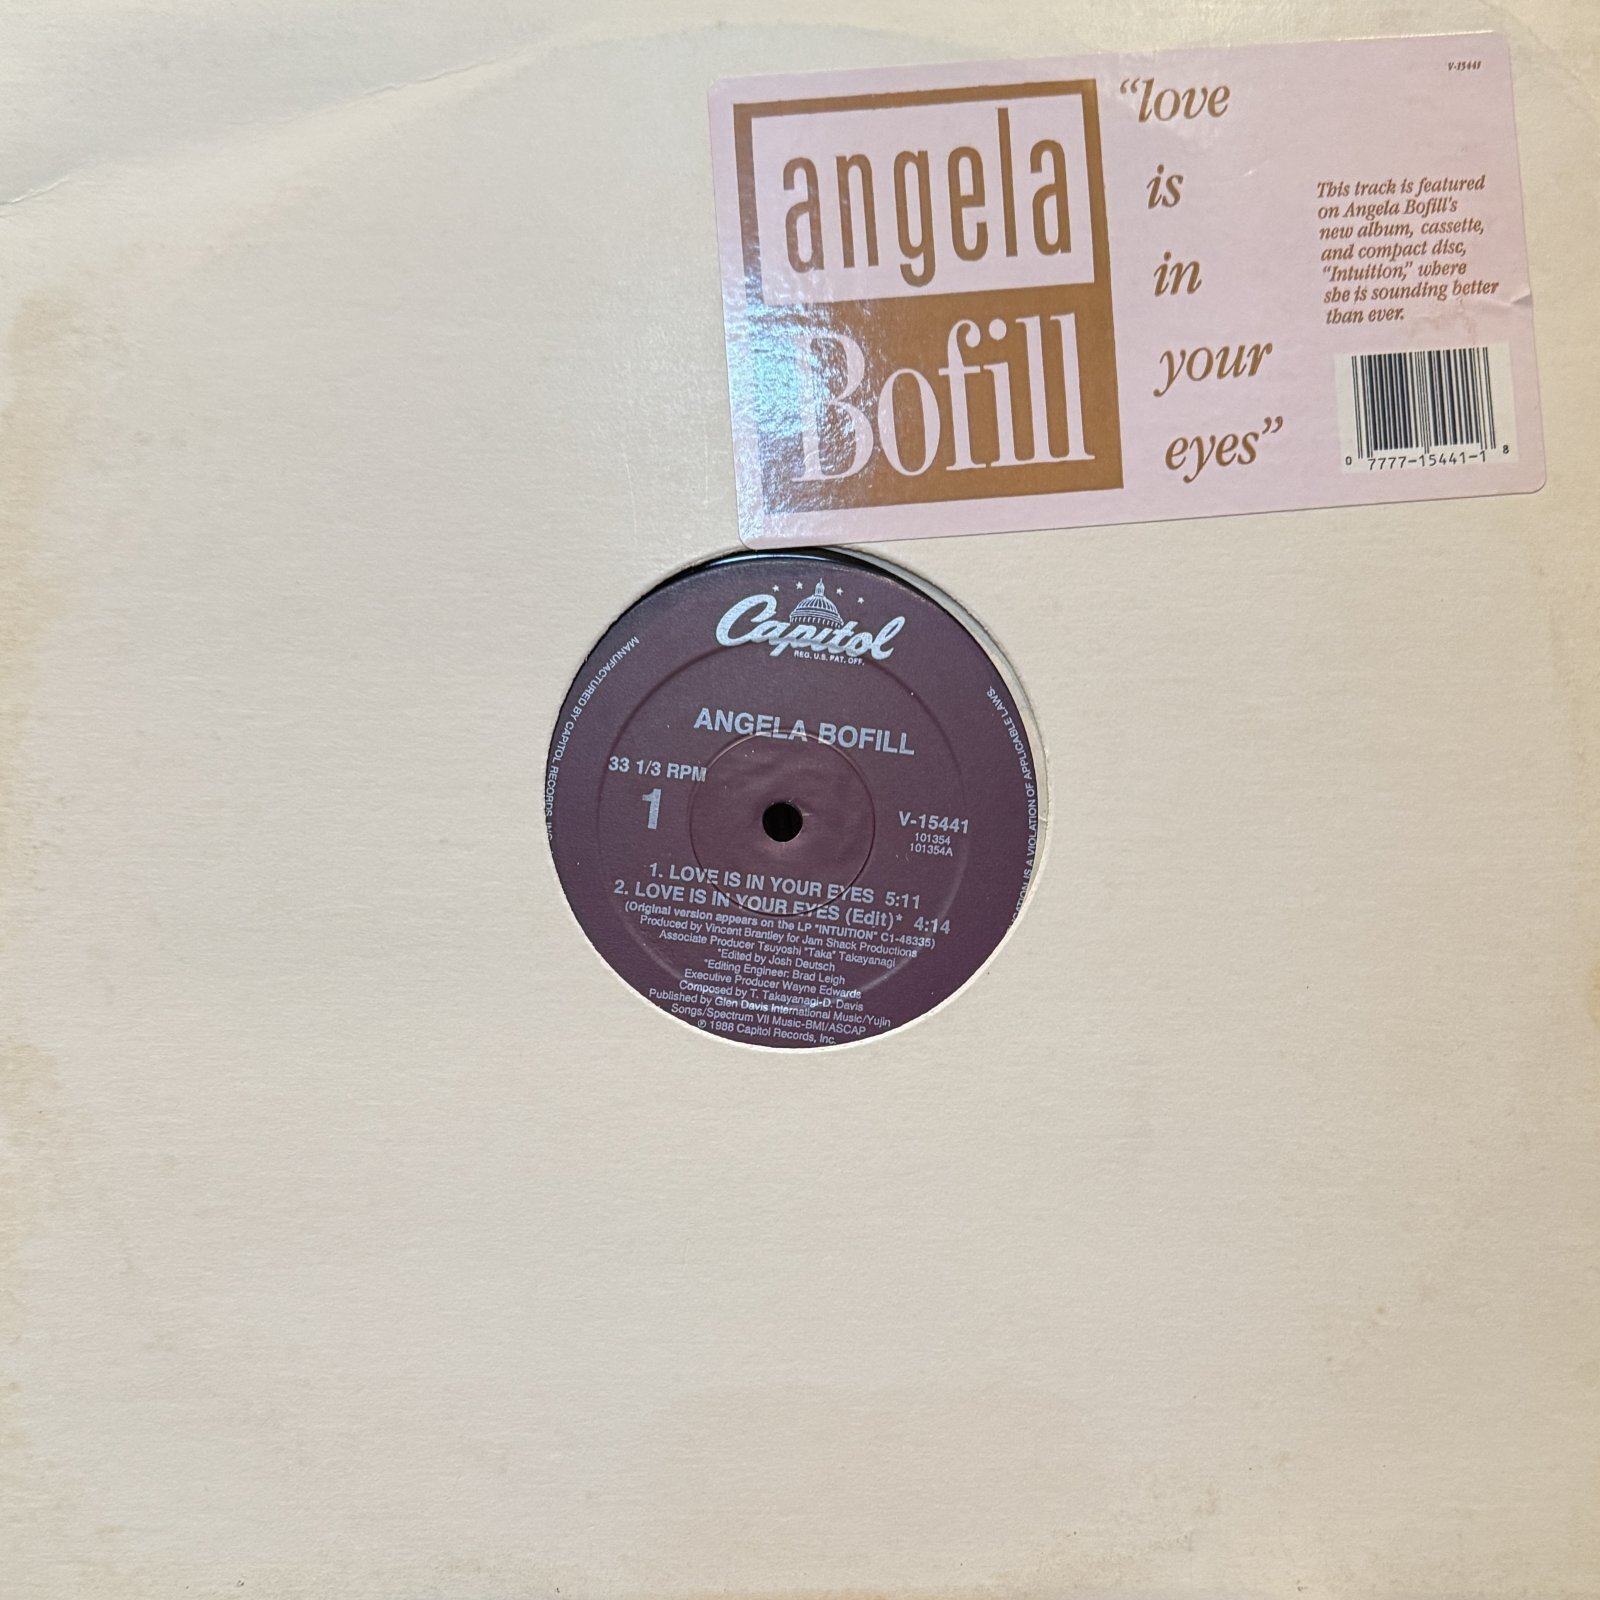 V-15441
angela
Bofill
"love
is
in
your
eyes"
This track is featured
on Angela Bofill's
new album, cassette,
and compact disc,
"Intuition," where
she is sounding better
than ever.
0 7777-15441-1 8
Capitol
REG. U.S. PAT. OFF.
MANUFACTURED BY CAPITOL RECORDS, INC.
IS A VIOLATION OF APPLICABLE LAWS.
ANGELA BOFILL
33 1/3 RPM
1
V-15441
101354
101354A
1. LOVE IS IN YOUR EYES 5:11
2. LOVE IS IN YOUR EYES (Edit)* 4:14
(Original version appears on the LP "INTUITION" C1-48335)
Produced by Vincent Brantley for Jam Shack Productions
Associate Producer Tsuyoshi "Taka" Takayanagi
*Edited by Josh Deutsch
*Editing Engineer: Brad Leigh
Executive Producer Wayne Edwards
Composed by T. Takayanagi-D. Davis
Published by Glen Davis International Music/Yujin
Songs/Spectrum VII Music-BMI/ASCAP
℗ 1988 Capitol Records, Inc.